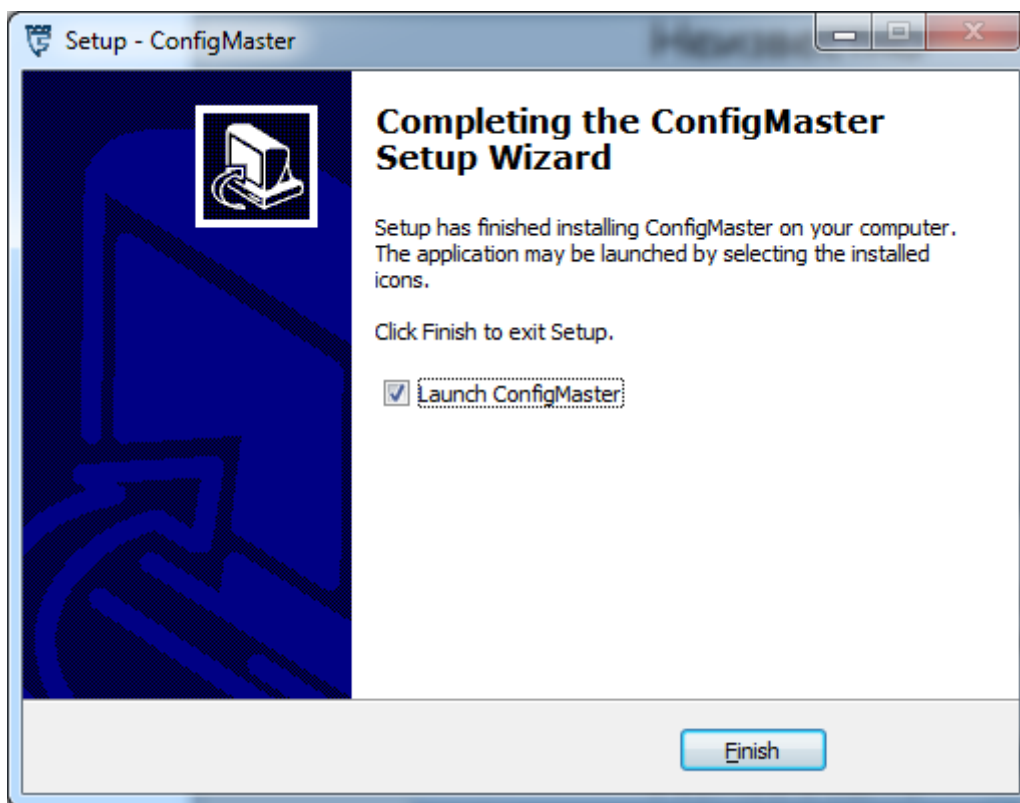 Setup - ConfigMaster
Completing the ConfigMaster
Setup Wizard
Setup has finished installing ConfigMaster on your computer.
The application may be launched by selecting the installed
icons.
Click Finish to exit Setup.
Launch ConfigMaster
Finish